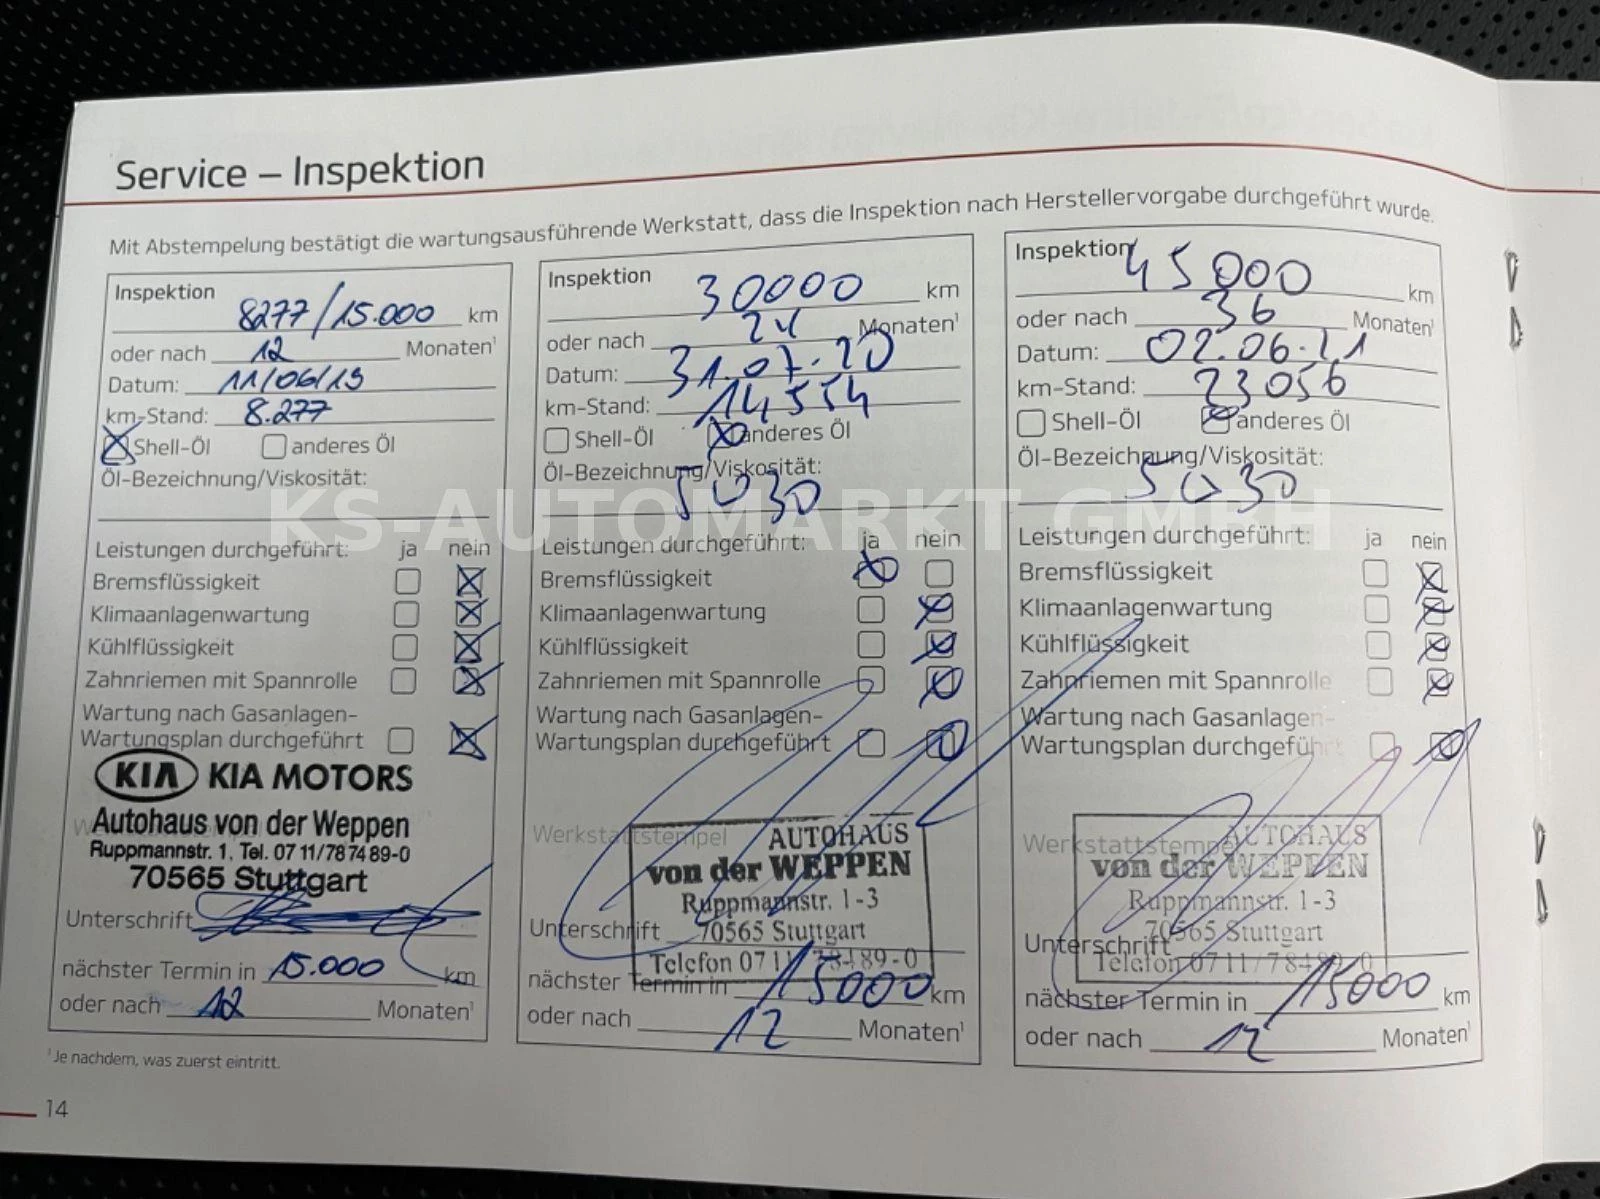 Service – Inspektion
Mit Abstempelung bestätigt die wartungsausführende Werkstatt, dass die Inspektion nach Herstellervorgabe durchgeführt wurde.
Inspektion
8277/15.000 km
oder nach 12 Monaten¹
Datum: 11/06/19
km-Stand: 8.277
Shell-Öl anderes Öl
Öl-Bezeichnung/Viskosität:
Leistungen durchgeführt: ja nein
Bremsflüssigkeit
Klimaanlagenwartung
Kühlflüssigkeit
Zahnriemen mit Spannrolle
Wartung nach Gasanlagen-
Wartungsplan durchgeführt
KIA KIA MOTORS
Autohaus von der Weppen
Ruppmannstr. 1, Tel. 07 11/78 74 89-0
70565 Stuttgart
Unterschrift
nächster Termin in 15.000 km
oder nach 12 Monaten¹
¹Je nachdem, was zuerst eintritt.
14
Inspektion
30000 km
oder nach 24 Monaten¹
Datum: 31.07.20
km-Stand: 14554
Shell-Öl anderes Öl
Öl-Bezeichnung/Viskosität:
5W30
Leistungen durchgeführt: ja nein
Bremsflüssigkeit
Klimaanlagenwartung
Kühlflüssigkeit
Zahnriemen mit Spannrolle
Wartung nach Gasanlagen-
Wartungsplan durchgeführt
Werkstattstempel
AUTOHAUS
von der WEPPEN
Ruppmannstr. 1-3
70565 Stuttgart
Telefon 07 11/78489-0
Unterschrift
nächster Termin in 15000 km
oder nach 12 Monaten¹
Inspektion 45000 km
oder nach 36 Monaten¹
Datum: 02.06.21
km-Stand: 23056
Shell-Öl anderes Öl
Öl-Bezeichnung/Viskosität:
5W30
Leistungen durchgeführt: ja nein
Bremsflüssigkeit
Klimaanlagenwartung
Kühlflüssigkeit
Zahnriemen mit Spannrolle
Wartung nach Gasanlagen-
Wartungsplan durchgeführt
Werkstattstempel
AUTOHAUS
von der WEPPEN
Ruppmannstr. 1-3
70565 Stuttgart
Telefon 0711/78489-0
Unterschrift
nächster Termin in 15000 km
oder nach 12 Monaten¹
KS-AUTOMARKT GMBH